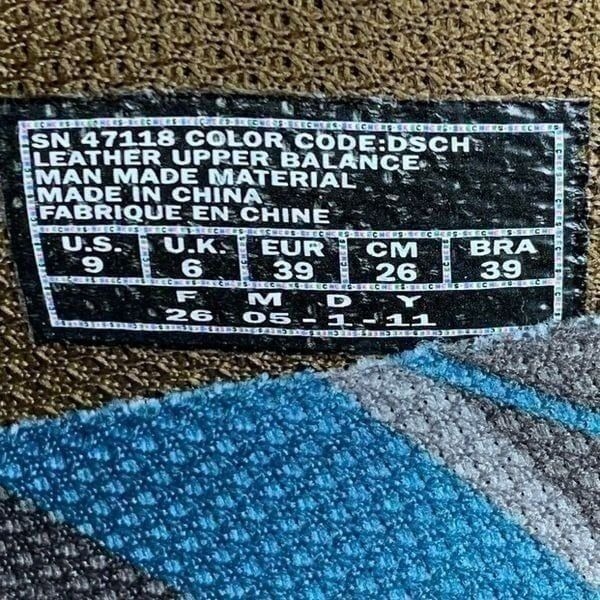 SN 47118 COLOR CODE:DSCH
LEATHER UPPER BALANCE
MAN MADE MATERIAL
MADE IN CHINA
FABRIQUE EN CHINE
U.S. U.K. EUR CM BRA
9 6 39 26 39
F M D Y
26 05-1-11